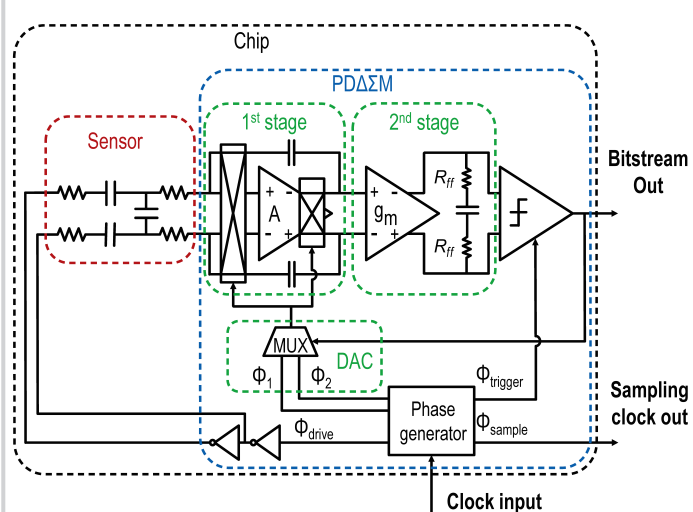 Chip
PDΔΣM
Sensor
1st stage
2nd stage
Bitstream
Out
+ -
A
- +
+ -
gm
- +
Rff
Rff
MUX
DAC
Φ1
Φ2
Φtrigger
Phase
generator
Φdrive
Φsample
Sampling
clock out
Clock input